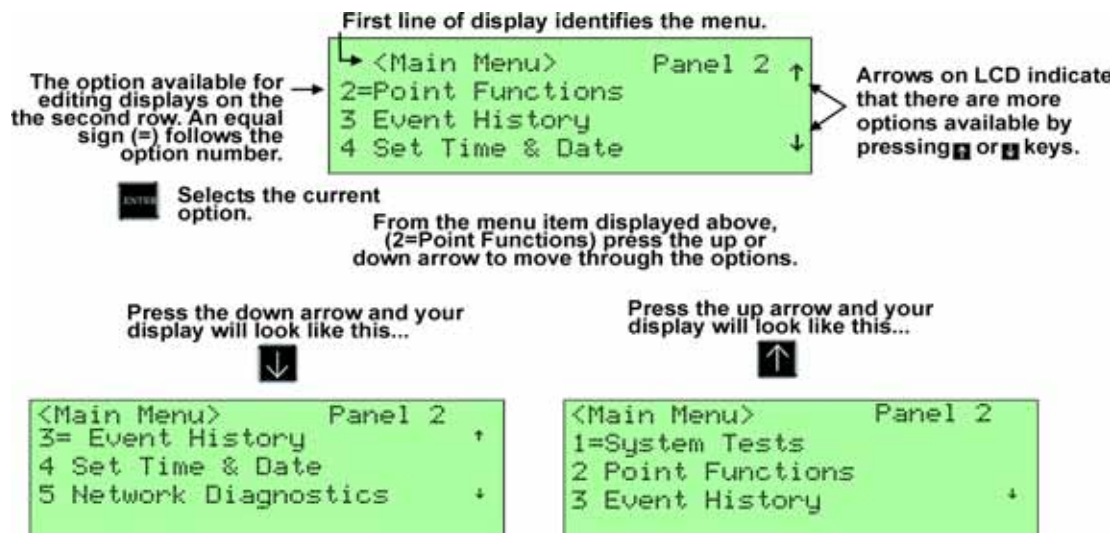 First line of display identifies the menu.
<Main Menu> Panel 2 ↑
2=Point Functions
3 Event History
4 Set Time & Date ↓
The option available for
editing displays on the
the second row. An equal
sign (=) follows the
option number.
Arrows on LCD indicate
that there are more
options available by
pressing ↑ or ↓ keys.
ENTER
Selects the current
option.
From the menu item displayed above,
(2=Point Functions) press the up or
down arrow to move through the options.
Press the down arrow and your
display will look like this...
↓
<Main Menu> Panel 2
3= Event History ↑
4 Set Time & Date
5 Network Diagnostics ↓
Press the up arrow and your
display will look like this...
↑
<Main Menu> Panel 2
1=System Tests
2 Point Functions
3 Event History ↓